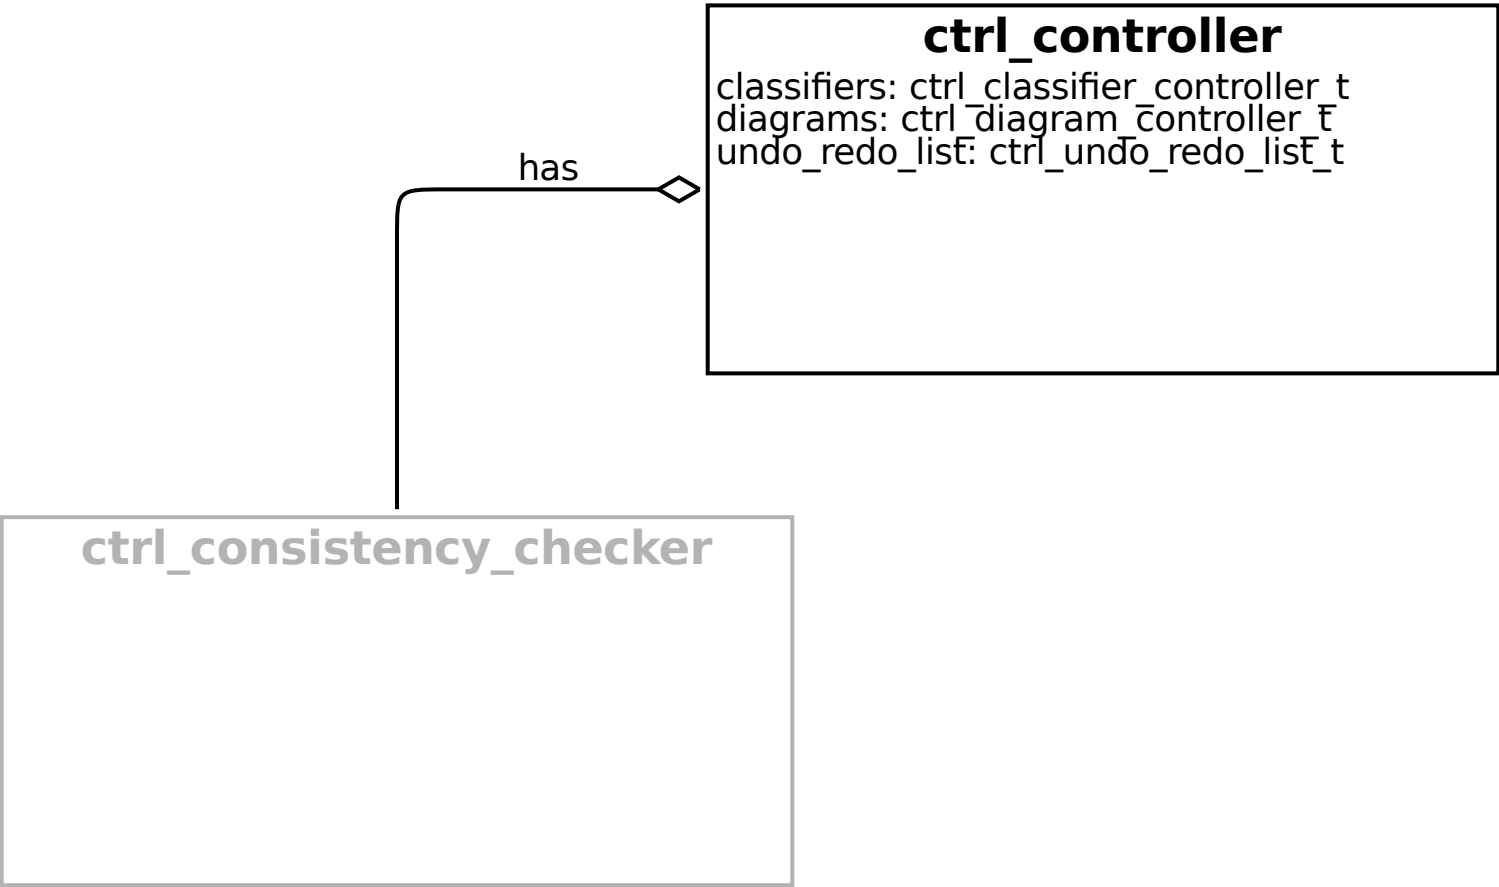 ctrl_controller
classifiers: ctrl_classifier_controller_t
diagrams: ctrl_diagram_controller_t
undo_redo_list: ctrl_undo_redo_list_t
has
ctrl_consistency_checker